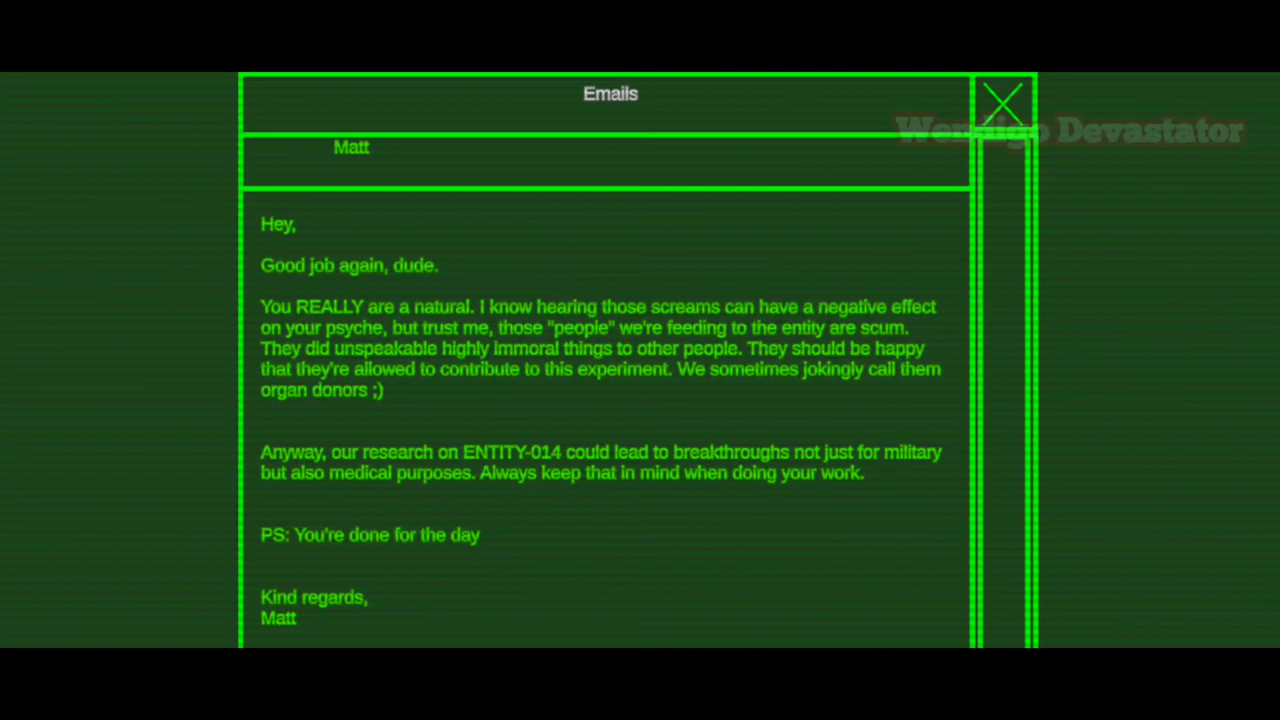 Emails
Wendigo Devastator
Matt
Hey,
Good job again, dude.
You REALLY are a natural. I know hearing those screams can have a negative effect
on your psyche, but trust me, those "people" we're feeding to the entity are scum.
They did unspeakable highly immoral things to other people. They should be happy
that they're allowed to contribute to this experiment. We sometimes jokingly call them
organ donors ;)
Anyway, our research on ENTITY-014 could lead to breakthroughs not just for military
but also medical purposes. Always keep that in mind when doing your work.
PS: You're done for the day
Kind regards,
Matt